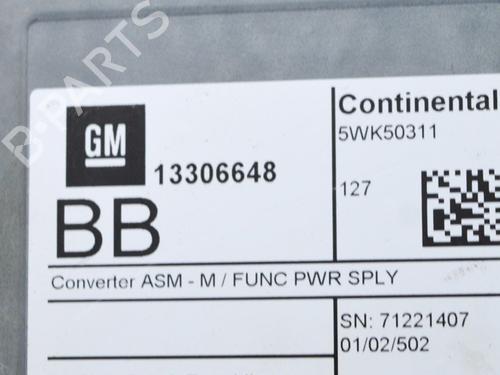 B-PARTS
GM
13306648
BB
Continental
5WK50311
127
Converter ASM - M / FUNC PWR SPLY
SN: 71221407
01/02/502